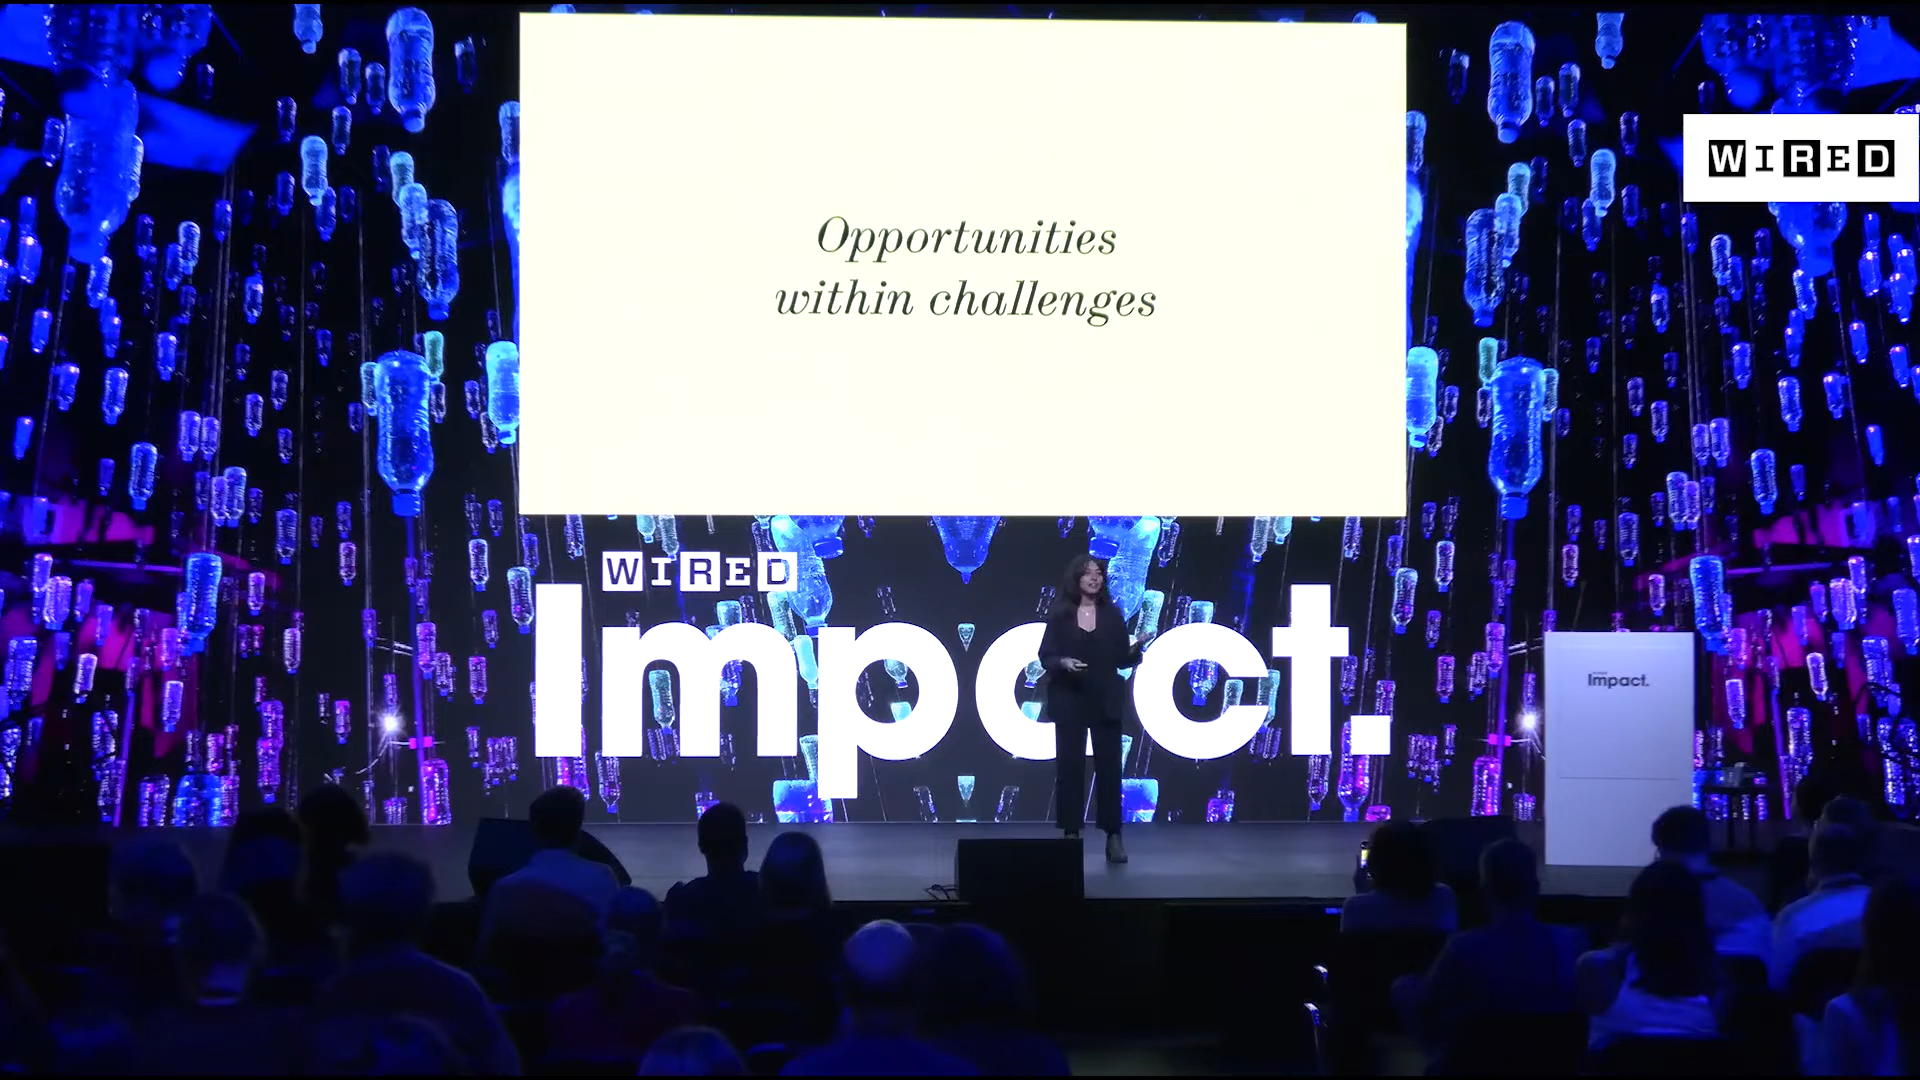 Opportunities
within challenges
WIRED
WIRED
Impact.
Impact.